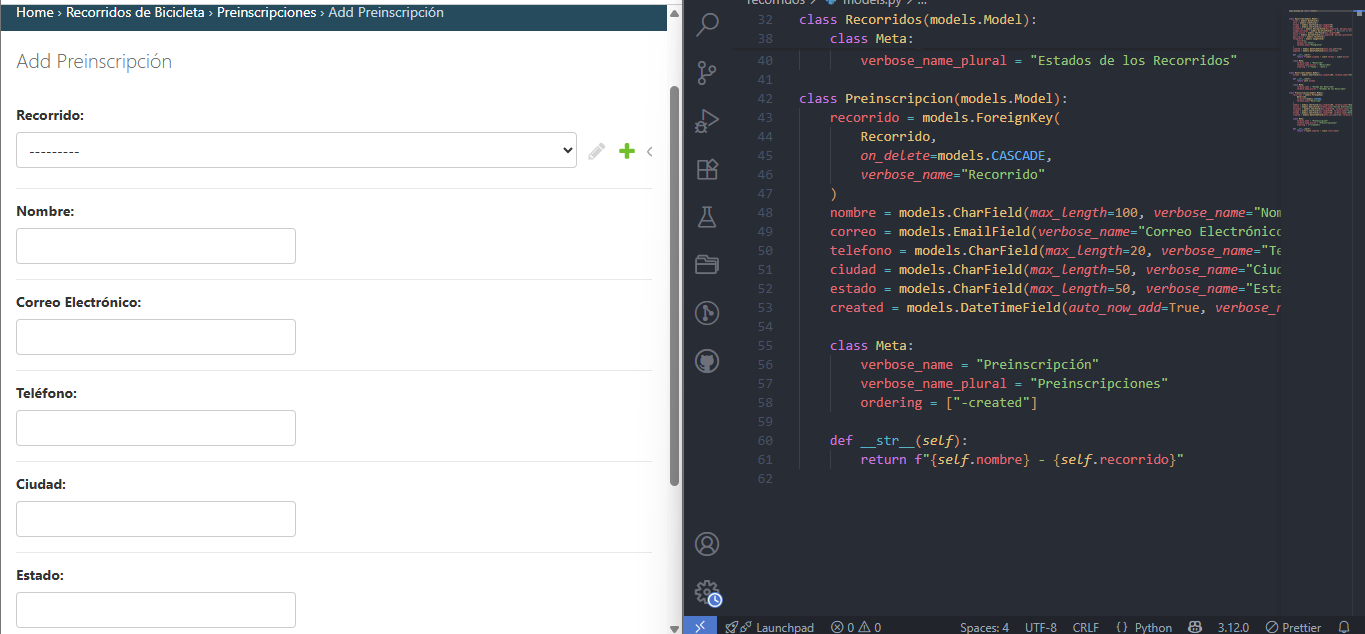 Home › Recorridos de Bicicleta › Preinscripciones › Add Preinscripción
Add Preinscripción
Recorrido:
---------
Nombre:
Correo Electrónico:
Teléfono:
Ciudad:
Estado:
recorridos > models.py > ...
32 class Recorridos(models.Model):
38 class Meta:
40 verbose_name_plural = "Estados de los Recorridos"
41
42 class Preinscripcion(models.Model):
43 recorrido = models.ForeignKey(
44 Recorrido,
45 on_delete=models.CASCADE,
46 verbose_name="Recorrido"
47 )
48 nombre = models.CharField(max_length=100, verbose_name="Nom
49 correo = models.EmailField(verbose_name="Correo Electrónico
50 telefono = models.CharField(max_length=20, verbose_name="Te
51 ciudad = models.CharField(max_length=50, verbose_name="Ciud
52 estado = models.CharField(max_length=50, verbose_name="Esta
53 created = models.DateTimeField(auto_now_add=True, verbose_n
54
55 class Meta:
56 verbose_name = "Preinscripción"
57 verbose_name_plural = "Preinscripciones"
58 ordering = ["-created"]
59
60 def __str__(self):
61 return f"{self.nombre} - {self.recorrido}"
62
Launchpad 0 0 Spaces: 4 UTF-8 CRLF {} Python 3.12.0 Prettier